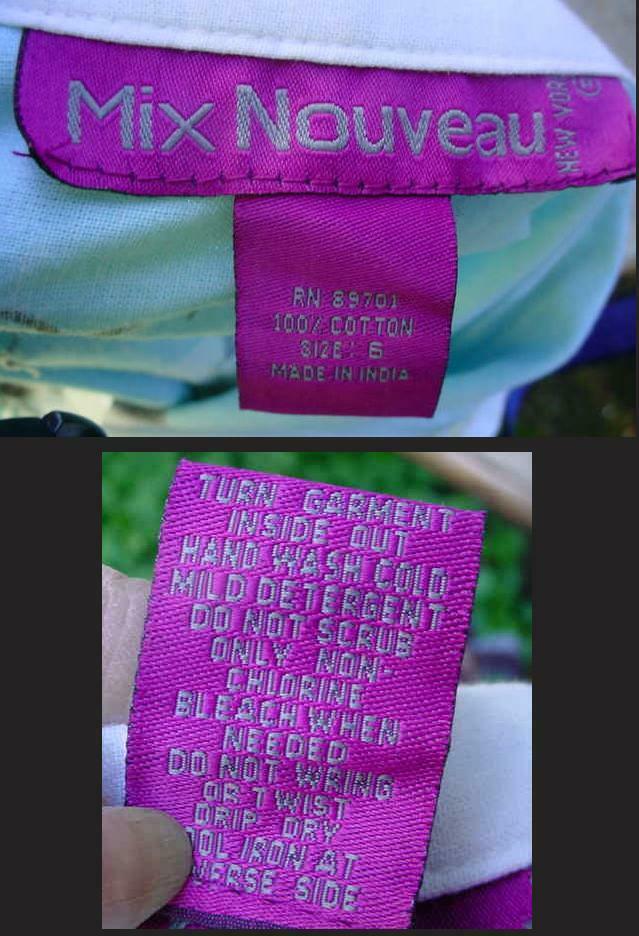 Mix Nouveau
NEW YORK
RN 89701
100% COTTON
SIZE: 6
MADE IN INDIA
TURN GARMENT
INSIDE OUT
HAND WASH COLD
MILD DETERGENT
DO NOT SCRUB
ONLY NON-
CHLORINE
BLEACH WHEN
NEEDED
DO NOT WRING
OR TWIST
DRIP DRY
OOL IRON AT
VERSE SIDE